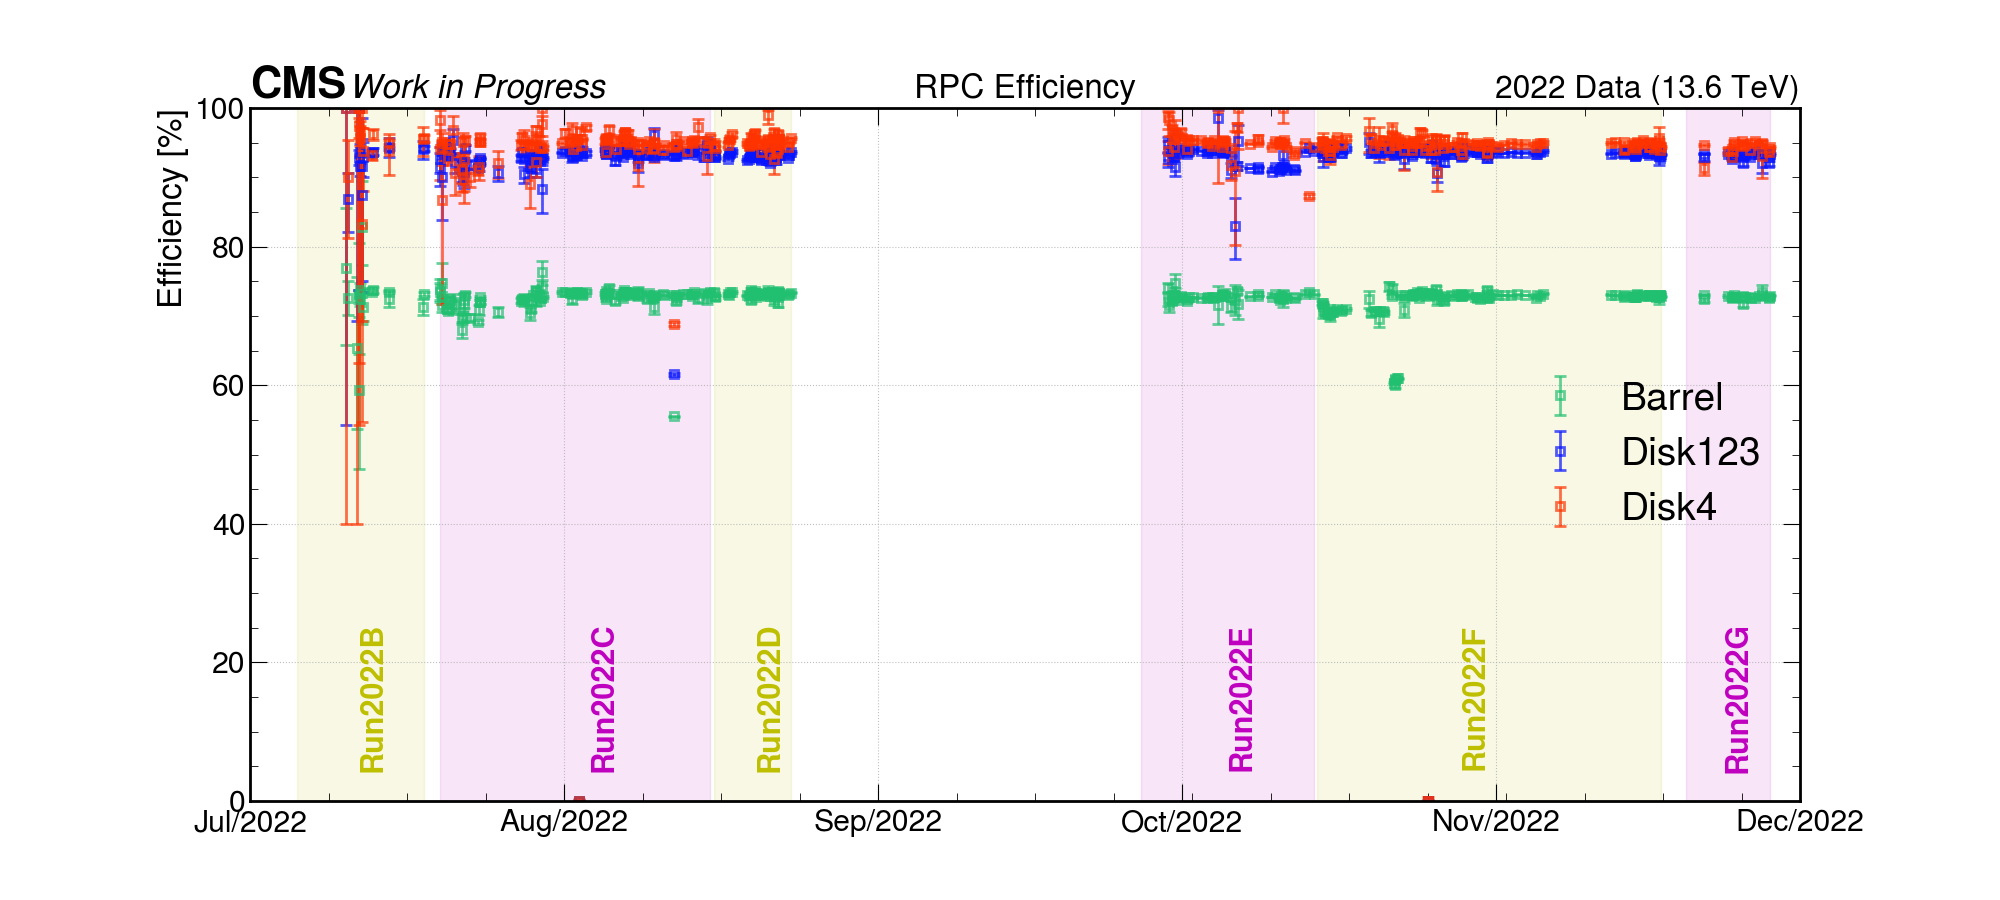 CMS Work in Progress RPC Efficiency 2022 Data (13.6 TeV)
Efficiency [%]
100
80
60
40
20
0
Barrel
Disk123
Disk4
Run2022B
Run2022C
Run2022D
Run2022E
Run2022F
Run2022G
Jul/2022 Aug/2022 Sep/2022 Oct/2022 Nov/2022 Dec/2022